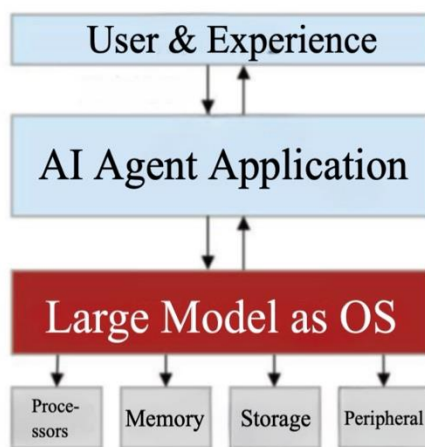 User & Experience
AI Agent Application
Large Model as OS
Proce-
ssors
Memory
Storage
Peripheral